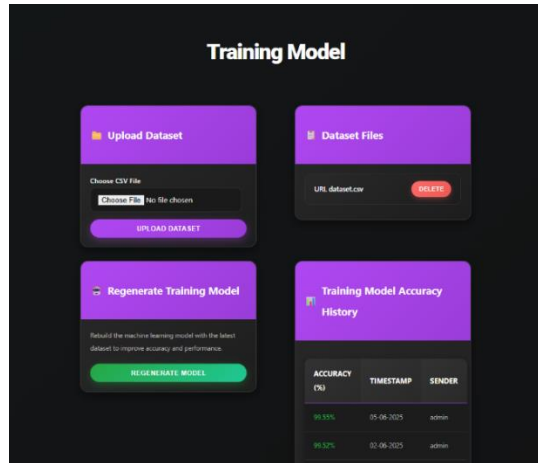 Training Model
Upload Dataset
Choose CSV File
Choose File No file chosen
UPLOAD DATASET
Dataset Files
URL dataset.csv
DELETE
Regenerate Training Model
Rebuild the machine learning model with the latest
dataset to improve accuracy and performance.
REGENERATE MODEL
Training Model Accuracy
History
ACCURACY
(%) TIMESTAMP SENDER
99.55% 05-06-2025 admin
99.52% 02-06-2025 admin